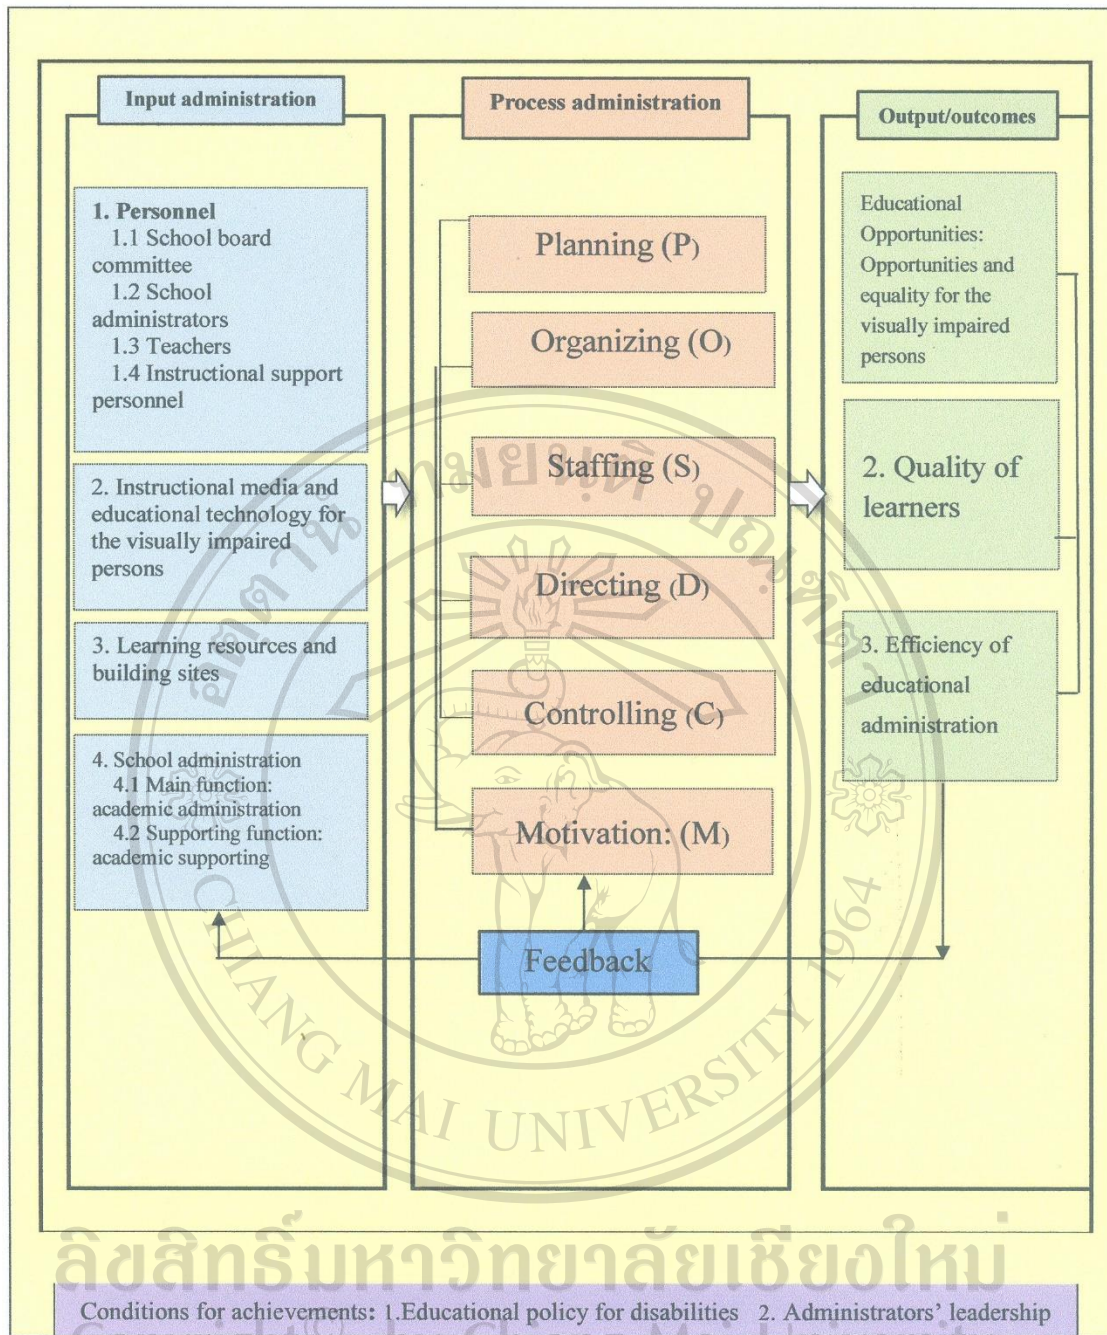 Input administration
1. Personnel
1.1 School board
committee
1.2 School
administrators
1.3 Teachers
1.4 Instructional support
personnel
2. Instructional media and
educational technology for
the visually impaired
persons
3. Learning resources and
building sites
4. School administration
4.1 Main function:
academic administration
4.2 Supporting function:
academic supporting
Process administration
Planning (P)
Organizing (O)
Staffing (S)
Directing (D)
Controlling (C)
Motivation: (M)
Feedback
Output/outcomes
Educational
Opportunities:
Opportunities and
equality for the
visually impaired
persons
2. Quality of
learners
3. Efficiency of
educational
administration
CHIANG MAI UNIVERSITY 1964
ลิขสิทธิ์มหาวิทยาลัยเชียงใหม่
Conditions for achievements: 1.Educational policy for disabilities 2. Administrators’ leadership